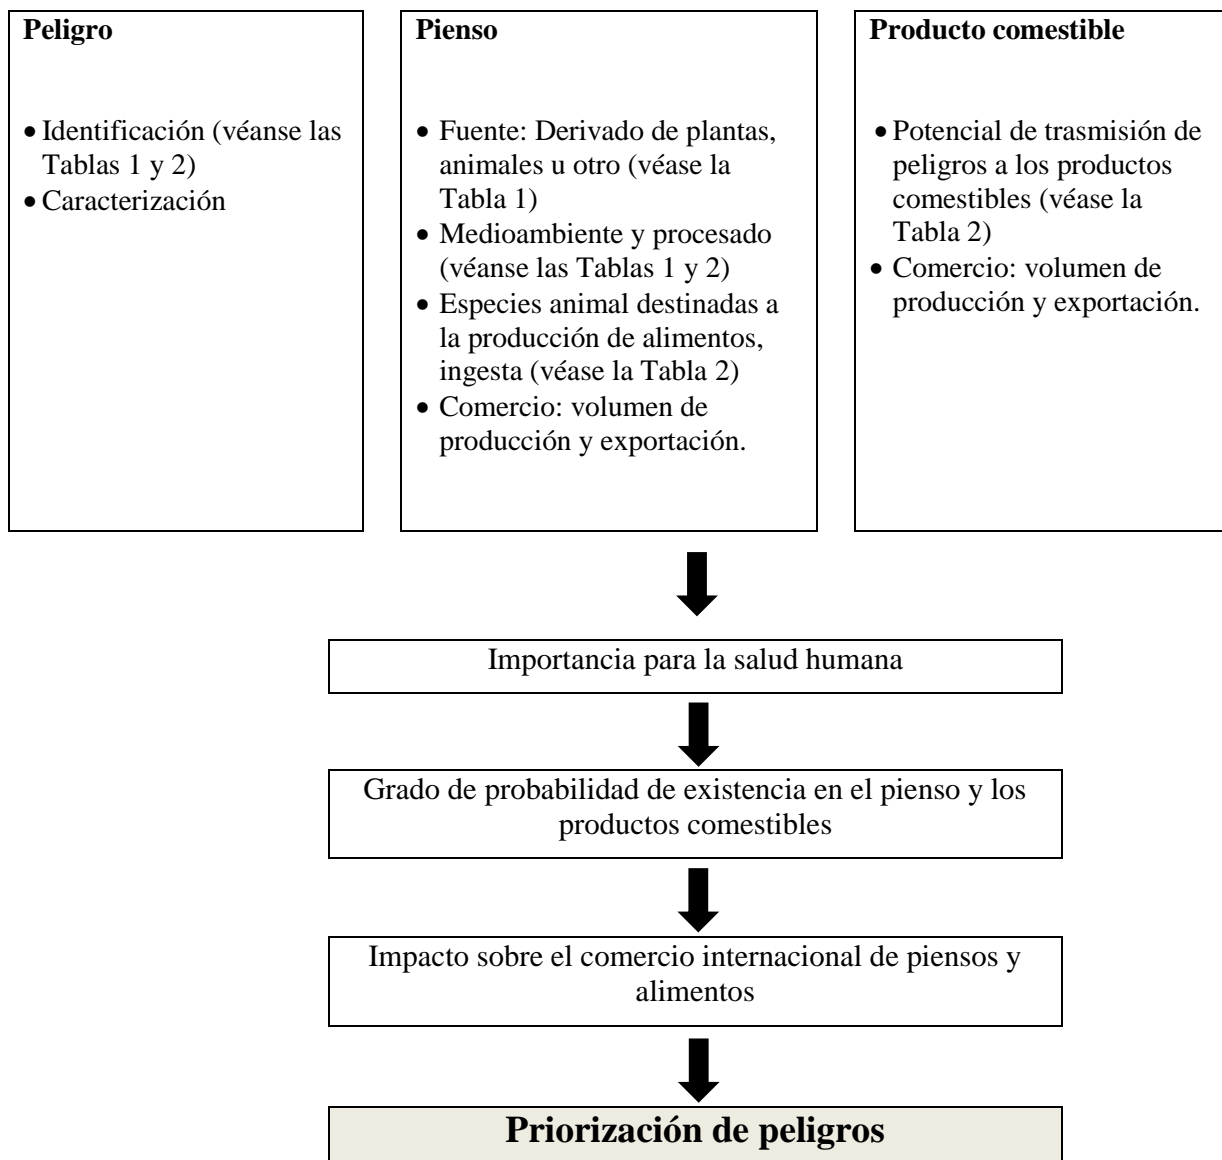 Peligro
• Identificación (véanse las
Tablas 1 y 2)
• Caracterización
Pienso
• Fuente: Derivado de plantas,
animales u otro (véase la
Tabla 1)
• Medioambiente y procesado
(véanse las Tablas 1 y 2)
• Especies animal destinadas a
la producción de alimentos,
ingesta (véase la Tabla 2)
• Comercio: volumen de
producción y exportación.
Producto comestible
• Potencial de trasmisión de
peligros a los productos
comestibles (véase la
Tabla 2)
• Comercio: volumen de
producción y exportación.
Importancia para la salud humana
Grado de probabilidad de existencia en el pienso y los
productos comestibles
Impacto sobre el comercio internacional de piensos y
alimentos
Priorización de peligros